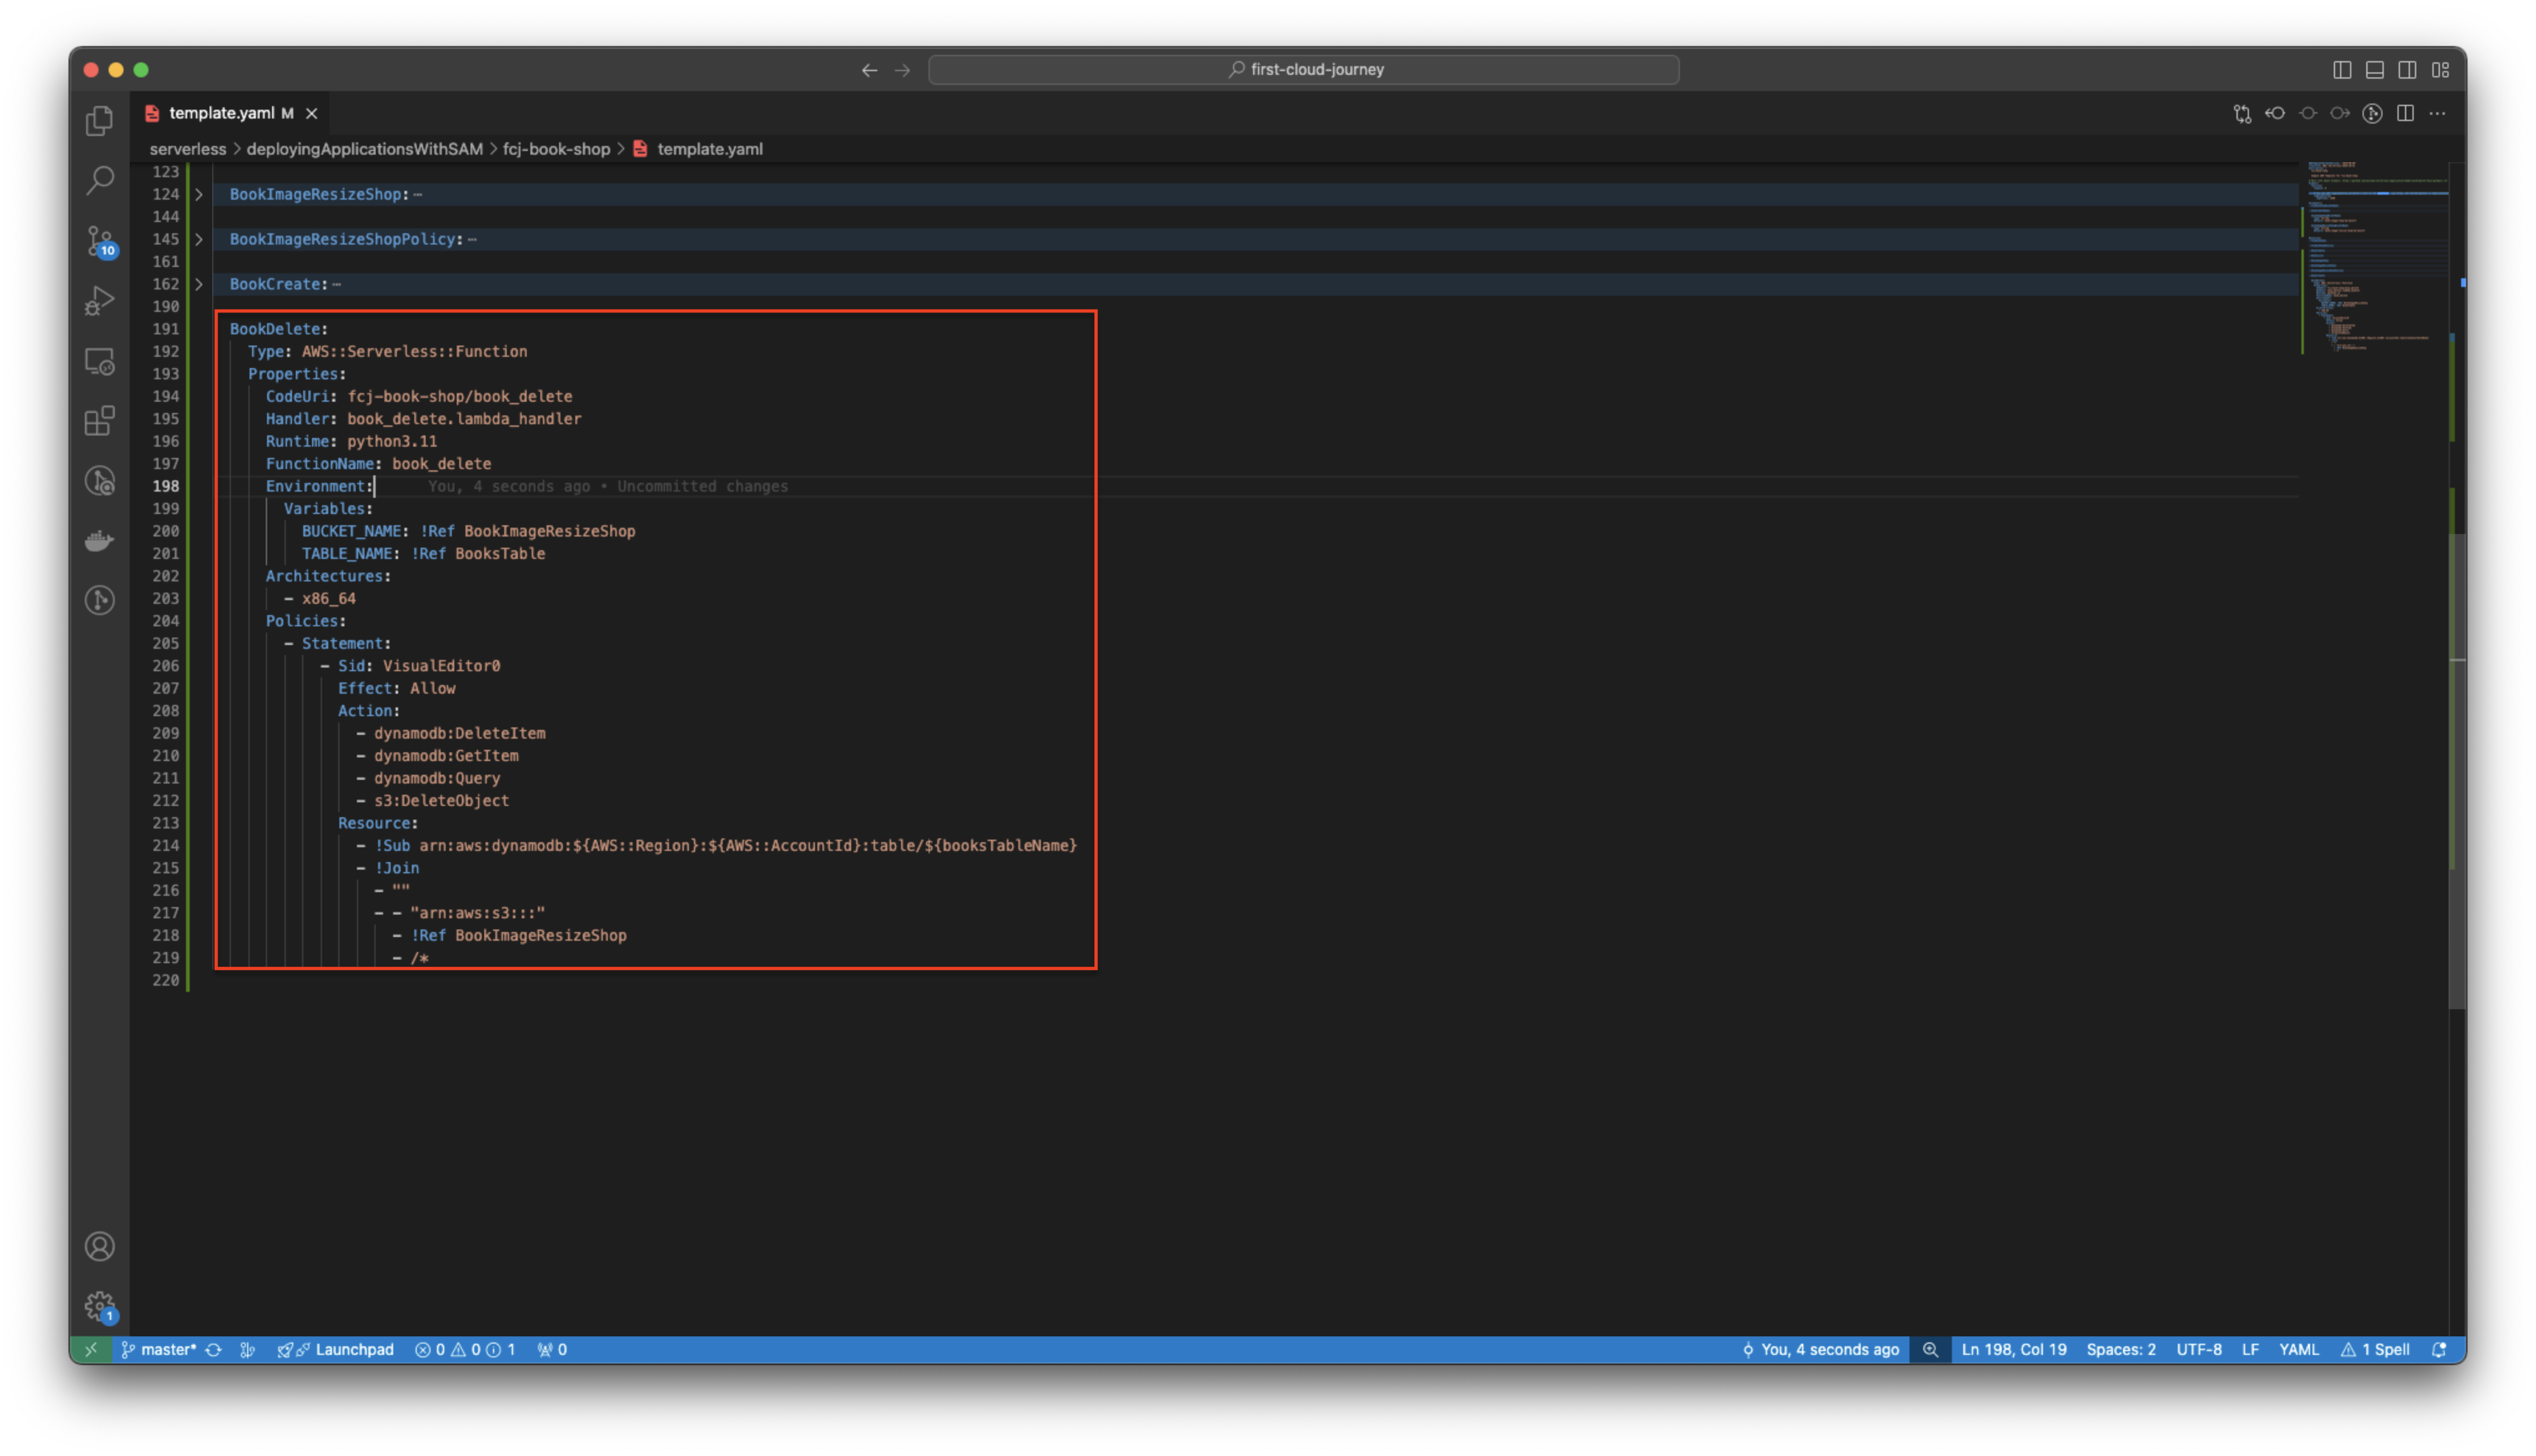 first-cloud-journey
template.yaml M
serverless > deployingApplicationsWithSAM > fcj-book-shop > template.yaml
123
124 BookImageResizeShop:
144
145 BookImageResizeShopPolicy:
161
162 BookCreate:
190
191 BookDelete:
192 Type: AWS::Serverless::Function
193 Properties:
194 CodeUri: fcj-book-shop/book_delete
195 Handler: book_delete.lambda_handler
196 Runtime: python3.11
197 FunctionName: book_delete
198 Environment: You, 4 seconds ago • Uncommitted changes
199 Variables:
200 BUCKET_NAME: !Ref BookImageResizeShop
201 TABLE_NAME: !Ref BooksTable
202 Architectures:
203 - x86_64
204 Policies:
205 - Statement:
206 - Sid: VisualEditor0
207 Effect: Allow
208 Action:
209 - dynamodb:DeleteItem
210 - dynamodb:GetItem
211 - dynamodb:Query
212 - s3:DeleteObject
213 Resource:
214 - !Sub arn:aws:dynamodb:${AWS::Region}:${AWS::AccountId}:table/${booksTableName}
215 - !Join
216 - ""
217 - - "arn:aws:s3:::"
218 - !Ref BookImageResizeShop
219 - /*
220
10
1
master* Launchpad 0 0 1 0 You, 4 seconds ago Ln 198, Col 19 Spaces: 2 UTF-8 LF YAML 1 Spell